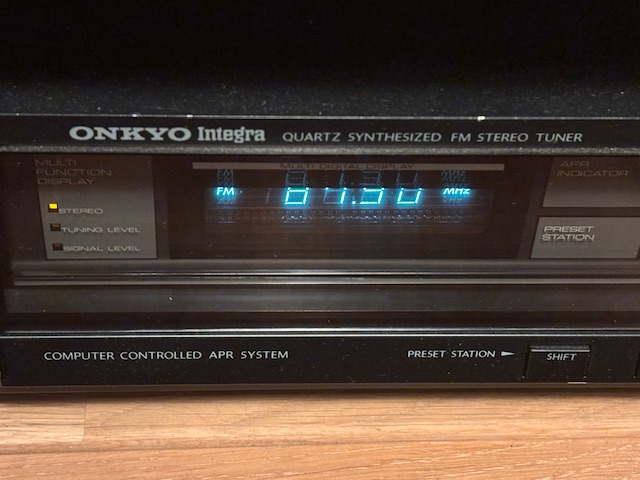 ONKYO Integra QUARTZ SYNTHESIZED FM STEREO TUNER
MULTI FUNCTION DISPLAY
MULTI DIGITAL DISPLAY
APR INDICATOR
FM MHz
STEREO
TUNING LEVEL
SIGNAL LEVEL
PRESET STATION
COMPUTER CONTROLLED APR SYSTEM
PRESET STATION
SHIFT